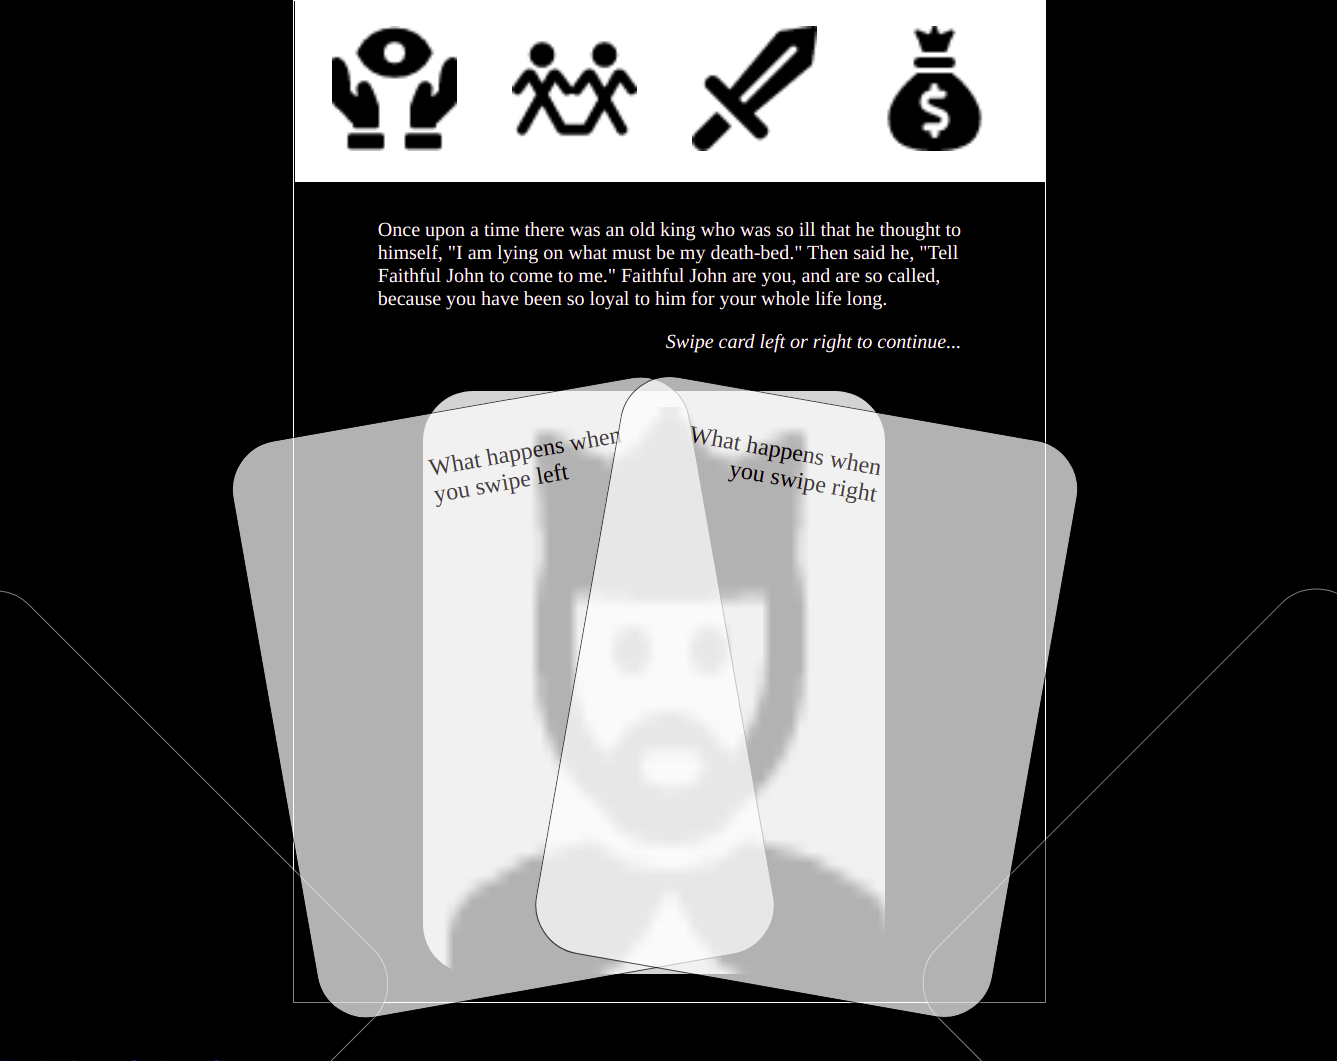 $
Once upon a time there was an old king who was so ill that he thought to
himself, "I am lying on what must be my death-bed." Then said he, "Tell
Faithful John to come to me." Faithful John are you, and are so called,
because you have been so loyal to him for your whole life long.
Swipe card left or right to continue...
What happens when
you swipe left
What happens when
you swipe right